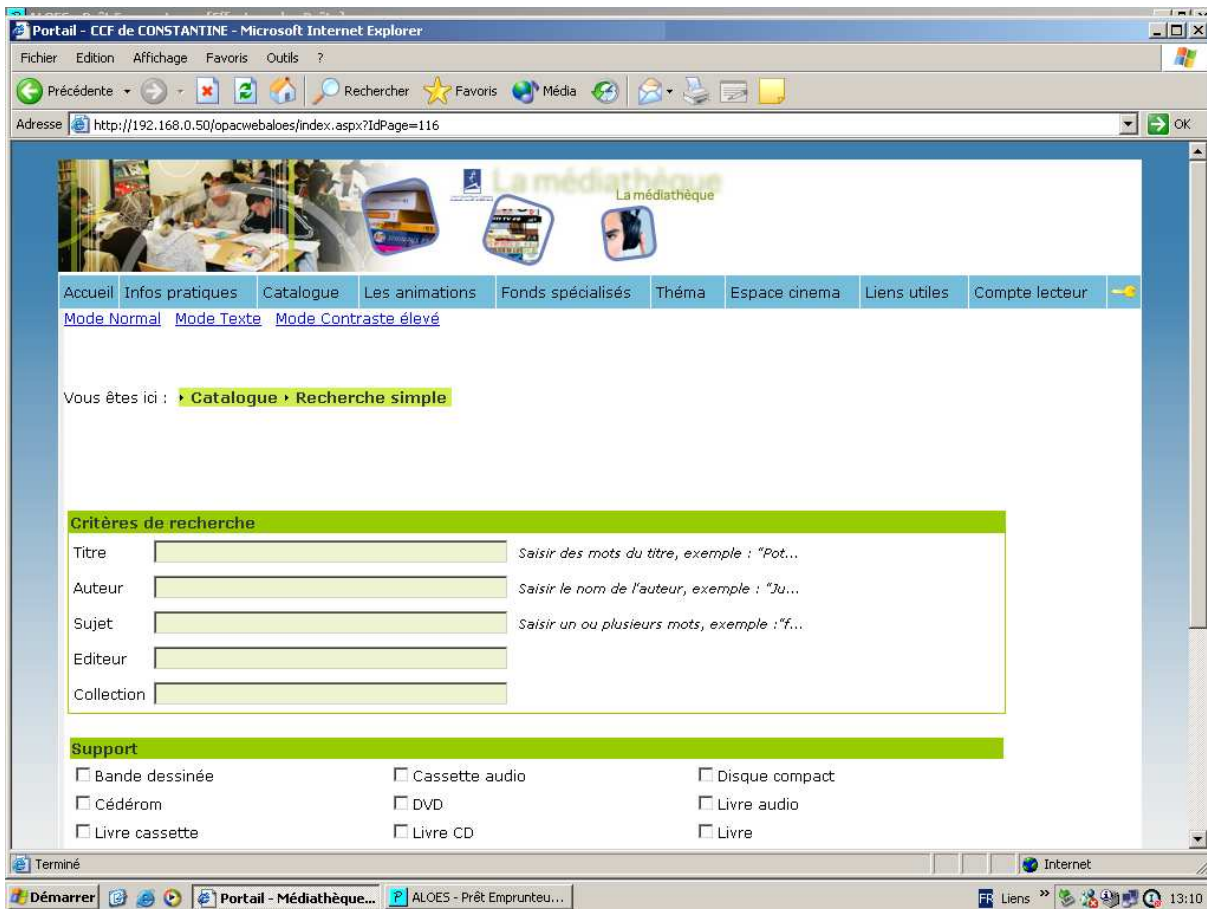 Portail - CCF de CONSTANTINE - Microsoft Internet Explorer
Fichier Edition Affichage Favoris Outils ?
Précédente Rechercher Favoris Média
Adresse http://192.168.0.50/opacwebaloes/index.aspx?IdPage=116 OK
La médiathèque
La médiathèque
Accueil Infos pratiques Catalogue Les animations Fonds spécialisés Théma Espace cinema Liens utiles Compte lecteur
Mode Normal Mode Texte Mode Contraste élevé
Vous êtes ici : Catalogue Recherche simple
Critères de recherche
Titre Saisir des mots du titre, exemple : "Pot...
Auteur Saisir le nom de l'auteur, exemple : "Ju...
Sujet Saisir un ou plusieurs mots, exemple :"f...
Editeur
Collection
Support
Bande dessinée Cassette audio Disque compact
Cédérom DVD Livre audio
Livre cassette Livre CD Livre
Terminé Internet
Démarrer Portail - Médiathèque... ALOES - Prêt Emprunteu... FR Liens » 13:10